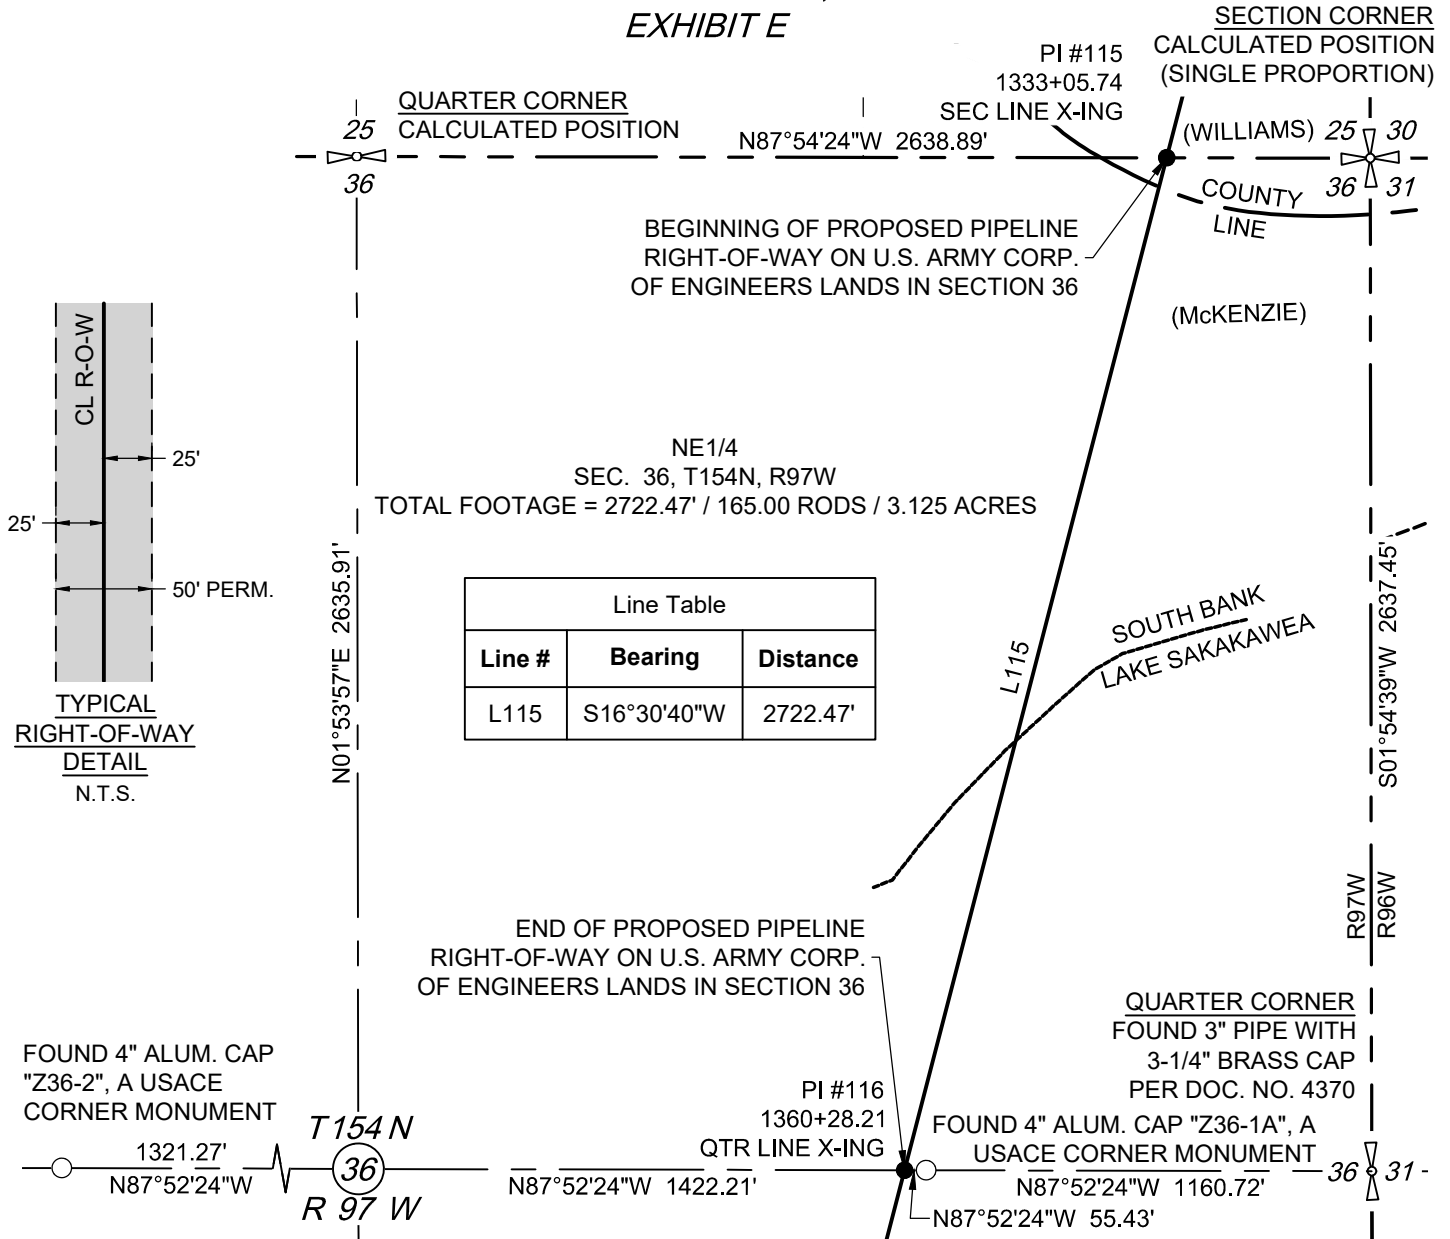 EXHIBIT E
SECTION CORNER
CALCULATED POSITION
(SINGLE PROPORTION)
PI #115
1333+05.74
SEC LINE X-ING
QUARTER CORNER
CALCULATED POSITION
25
36
N87°54'24"W 2638.89'
(WILLIAMS)
25
30
36
31
COUNTY
LINE
BEGINNING OF PROPOSED PIPELINE
RIGHT-OF-WAY ON U.S. ARMY CORP.
OF ENGINEERS LANDS IN SECTION 36
(McKENZIE)
CL R-O-W
25'
25'
50' PERM.
TYPICAL
RIGHT-OF-WAY
DETAIL
N.T.S.
NE1/4
SEC. 36, T154N, R97W
TOTAL FOOTAGE = 2722.47' / 165.00 RODS / 3.125 ACRES
N01°53'57"E 2635.91'
Line Table
Line # Bearing Distance
L115 S16°30'40"W 2722.47'
L115
SOUTH BANK
LAKE SAKAKAWEA
S01°54'39"W 2637.45'
R97W
R96W
END OF PROPOSED PIPELINE
RIGHT-OF-WAY ON U.S. ARMY CORP.
OF ENGINEERS LANDS IN SECTION 36
QUARTER CORNER
FOUND 3" PIPE WITH
3-1/4" BRASS CAP
PER DOC. NO. 4370
FOUND 4" ALUM. CAP
"Z36-2", A USACE
CORNER MONUMENT
PI #116
1360+28.21
QTR LINE X-ING
FOUND 4" ALUM. CAP "Z36-1A", A
USACE CORNER MONUMENT
T 154 N
36
R 97 W
1321.27'
N87°52'24"W
N87°52'24"W 1422.21'
N87°52'24"W 1160.72'
36
31
N87°52'24"W 55.43'